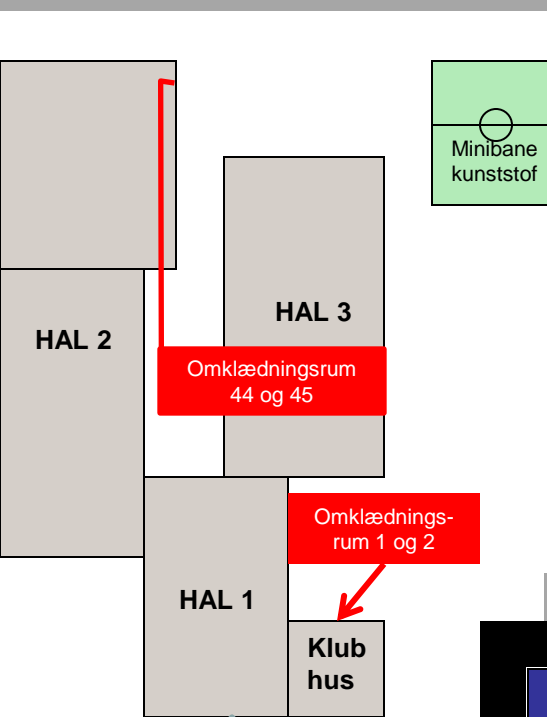 Minibane
kunststof
HAL 3
HAL 2
Omklædningsrum
44 og 45
Omklædnings-
rum 1 og 2
HAL 1
Klub
hus